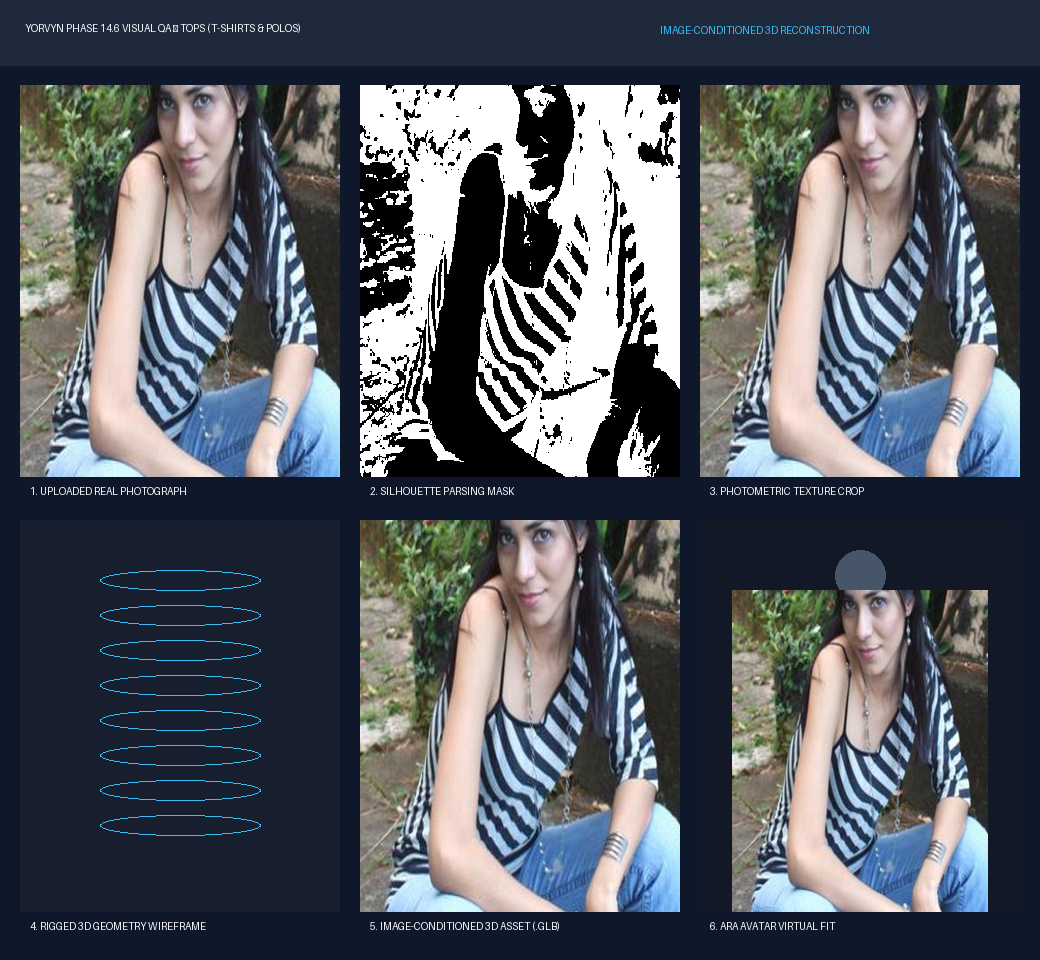 YORVYN PHASE 14.6 VISUAL QA▯ TOPS (T-SHIRTS & POLOS)
IMAGE-CONDITIONED 3D RECONSTRUCTION
1. UPLOADED REAL PHOTOGRAPH
2. SILHOUETTE PARSING MASK
3. PHOTOMETRIC TEXTURE CROP
4. RIGGED 3D GEOMETRY WIREFRAME
5. IMAGE-CONDITIONED 3D ASSET (.GLB)
6. ARA AVATAR VIRTUAL FIT